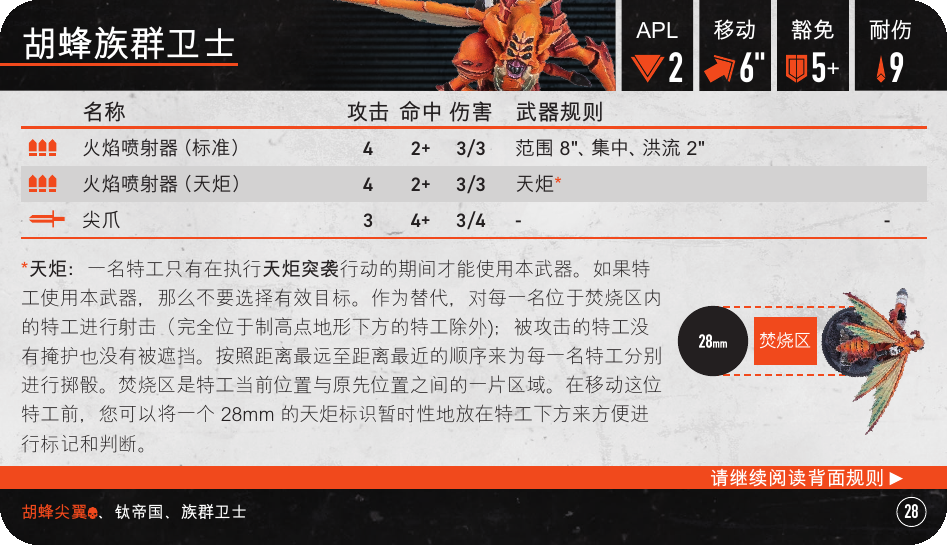 胡蜂族群卫士
APL 移动 豁免 耐伤
2 6" 5+ 9
名称 攻击 命中 伤害 武器规则
火焰喷射器（标准） 4 2+ 3/3 范围 8"、集中、洪流 2"
火焰喷射器（天炬） 4 2+ 3/3 天炬*
尖爪 3 4+ 3/4 - -
*天炬：一名特工只有在执行天炬突袭行动的期间才能使用本武器。如果特
工使用本武器，那么不要选择有效目标。作为替代，对每一名位于焚烧区内
的特工进行射击（完全位于制高点地形下方的特工除外）；被攻击的特工没
有掩护也没有被遮挡。按照距离最远至距离最近的顺序来为每一名特工分别
进行掷骰。焚烧区是特工当前位置与原先位置之间的一片区域。在移动这位
特工前，您可以将一个 28mm 的天炬标识暂时性地放在特工下方来方便进
行标记和判断。
28mm 焚烧区
请继续阅读背面规则 ▶
胡蜂尖翼、钛帝国、族群卫士
28